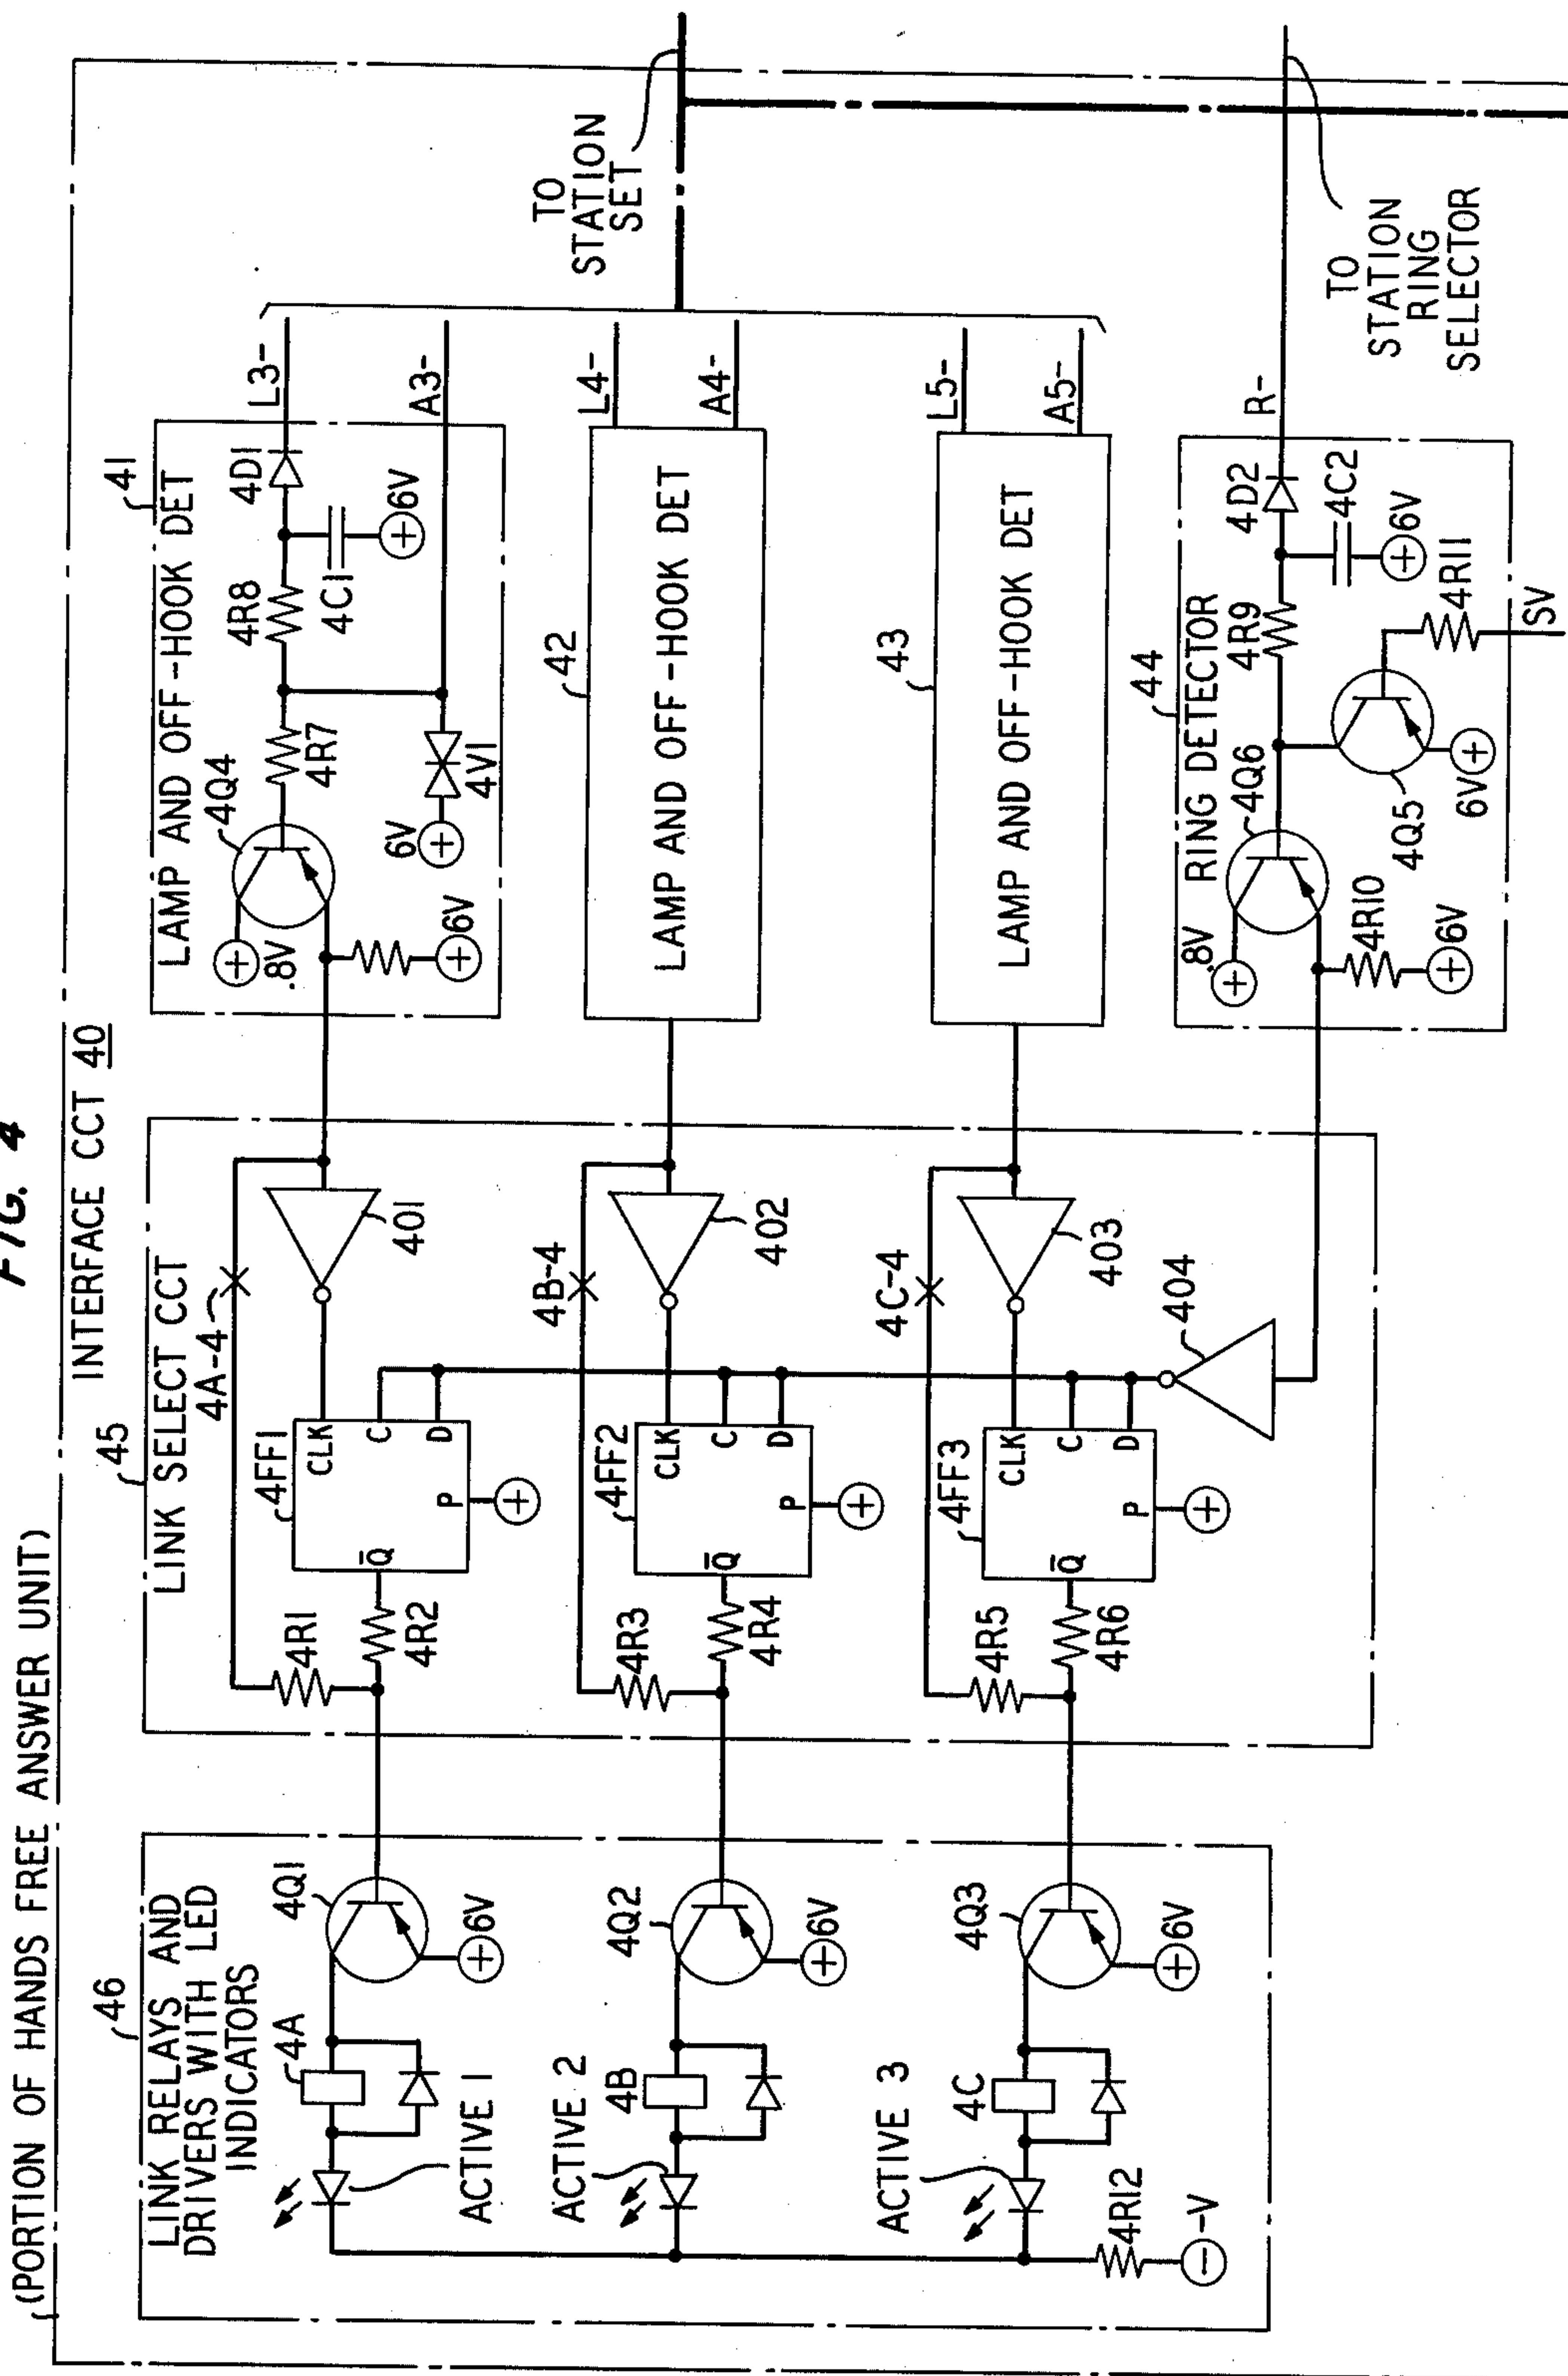 FIG. 4
(PORTION OF HANDS FREE ANSWER UNIT)
INTERFACE CCT 40
46
LINK RELAYS AND
DRIVERS WITH LED
INDICATORS
4A
4Q1
6V
ACTIVE 1
ACTIVE 2
4B
4Q2
6V
ACTIVE 3
4C
4Q3
6V
4R12
-V
45
LINK SELECT CCT
4A-4
4R1
4R2
4FF1
Q̅
CLK
C
D
P
401
4B-4
4R3
4R4
4FF2
Q̅
CLK
C
D
P
402
4C-4
4R5
4R6
4FF3
Q̅
CLK
C
D
P
403
404
41
LAMP AND OFF-HOOK DET
4Q4
.8V
6V
4R7
4R8
4D1
4C1
6V
6V
4V1
L3-
A3-
42
LAMP AND OFF-HOOK DET
L4-
A4-
43
LAMP AND OFF-HOOK DET
L5-
A5-
44
RING DETECTOR
4Q6
.8V
4R10
6V
4R9
4D2
4C2
6V
4Q5
6V
4R11
SV
R-
TO
STATION
SET
TO
STATION
RING
SELECTOR